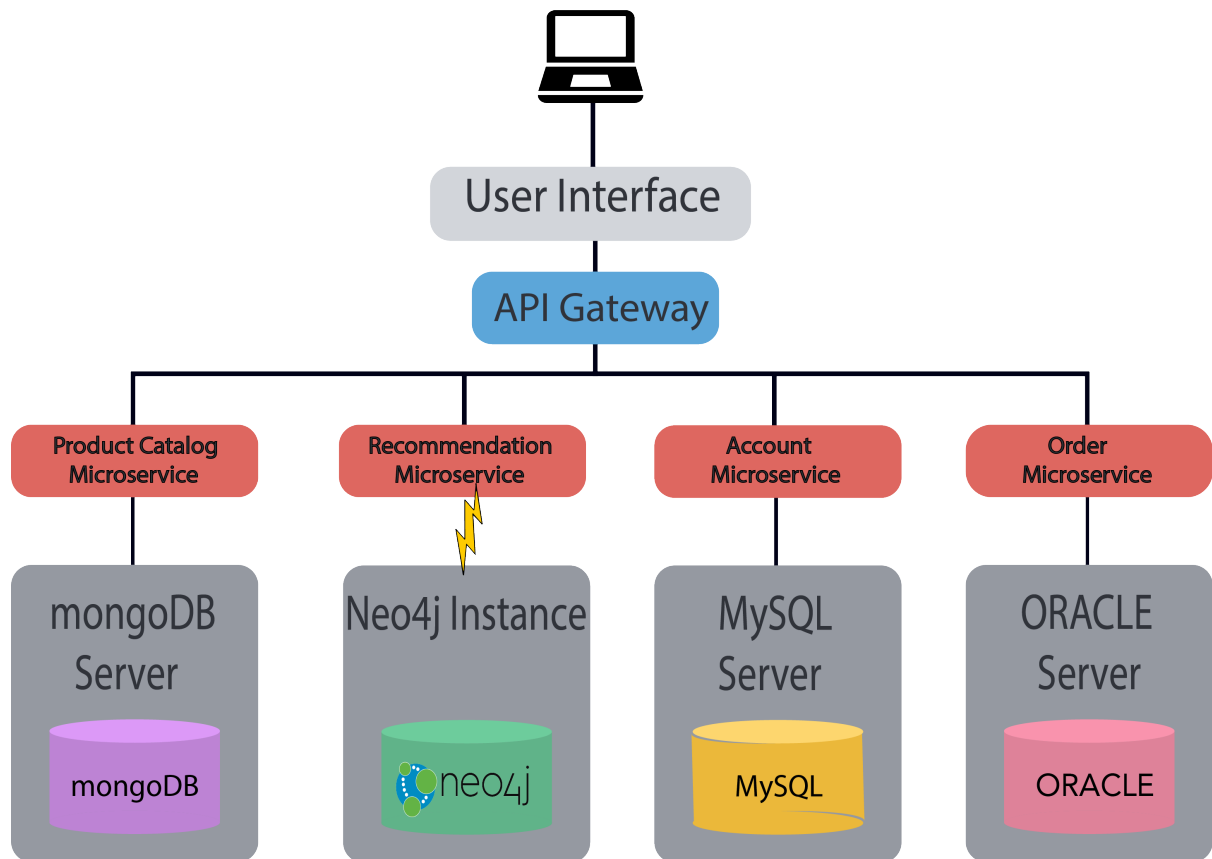 User Interface
API Gateway
Product Catalog
Microservice
Recommendation
Microservice
Account
Microservice
Order
Microservice
mongoDB
Server
Neo4j Instance
MySQL
Server
ORACLE
Server
mongoDB
neo4j
MySQL
ORACLE